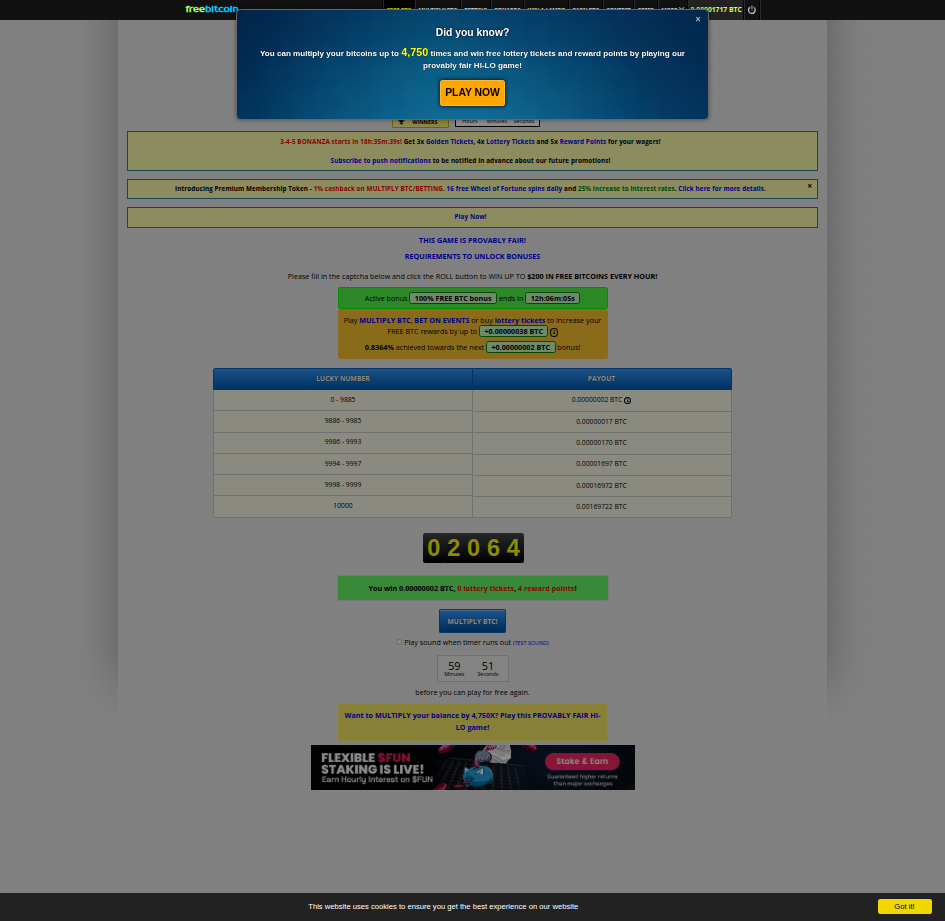 freebitcoin
0.00001717 BTC
×
Did you know?
You can multiply your bitcoins up to 4,750 times and win free lottery tickets and reward points by playing our
provably fair HI-LO game!
PLAY NOW
WINNERS
Hours Minutes Seconds
3-4-5 BONANZA starts in 18h:35m:39s! Get 3x Golden Tickets, 4x Lottery Tickets and 5x Reward Points for your wagers!
Subscribe to push notifications to be notified in advance about our future promotions!
Introducing Premium Membership Token - 1% cashback on MULTIPLY BTC/BETTING. 16 free Wheel of Fortune spins daily and 25% increase to interest rates. Click here for more details.
×
Play Now!
THIS GAME IS PROVABLY FAIR!
REQUIREMENTS TO UNLOCK BONUSES
Please fill in the captcha below and click the ROLL button to WIN UP TO $200 IN FREE BITCOINS EVERY HOUR!
Active bonus 100% FREE BTC bonus ends in 12h:06m:05s
Play MULTIPLY BTC, BET ON EVENTS or buy lottery tickets to increase your
FREE BTC rewards by up to +0.00000038 BTC
0.8364% achieved towards the next +0.00000002 BTC bonus!
LUCKY NUMBER PAYOUT
0 - 9885 0.00000002 BTC
9886 - 9985 0.00000017 BTC
9986 - 9993 0.00000170 BTC
9994 - 9997 0.00001697 BTC
9998 - 9999 0.00016972 BTC
10000 0.00169722 BTC
02064
You win 0.00000002 BTC, 0 lottery tickets, 4 reward points!
MULTIPLY BTC!
Play sound when timer runs out (TEST SOUND)
59 51
Minutes Seconds
before you can play for free again.
Want to MULTIPLY your balance by 4,750X? Play this PROVABLY FAIR HI-
LO game!
FLEXIBLE $FUN
STAKING IS LIVE!
Earn Hourly Interest on $FUN
Stake & Earn
Guaranteed higher returns
than major exchanges
This website uses cookies to ensure you get the best experience on our website
Got it!